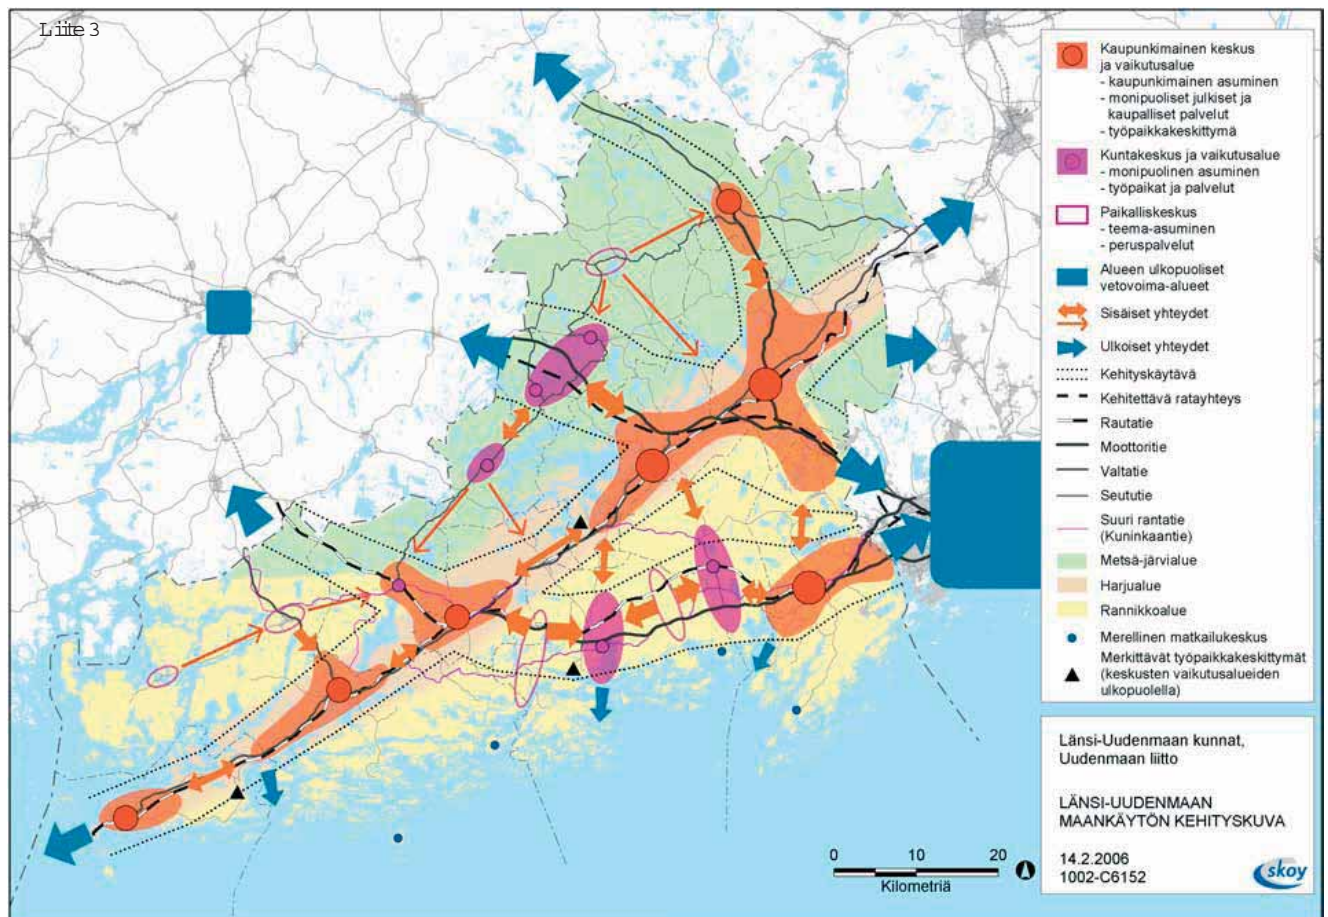 Liite 3
Kaupunkimainen keskus
ja vaikutusalue
- kaupunkimainen asuminen
- monipuoliset julkiset ja
kaupalliset palvelut
- työpaikkakeskittymä
Kuntakeskus ja vaikutusalue
- monipuolinen asuminen
- työpaikat ja palvelut
Paikalliskeskus
- teema-asuminen
- peruspalvelut
Alueen ulkopuoliset
vetovoima-alueet
Sisäiset yhteydet
Ulkoiset yhteydet
Kehityskäytävä
Kehitettävä ratayhteys
Rautatie
Moottoritie
Valtatie
Seututie
Suuri rantatie
(Kuninkaantie)
Metsä-järvialue
Harjualue
Rannikkoalue
Merellinen matkailukeskus
Merkittävät työpaikkakeskittymät
(keskusten vaikutusalueiden
ulkopuolella)
Länsi-Uudenmaan kunnat,
Uudenmaan liitto
LÄNSI-UUDENMAAN
MAANKÄYTÖN KEHITYSKUVA
14.2.2006
1002-C6152
skoy
0 10 20
Kilometriä